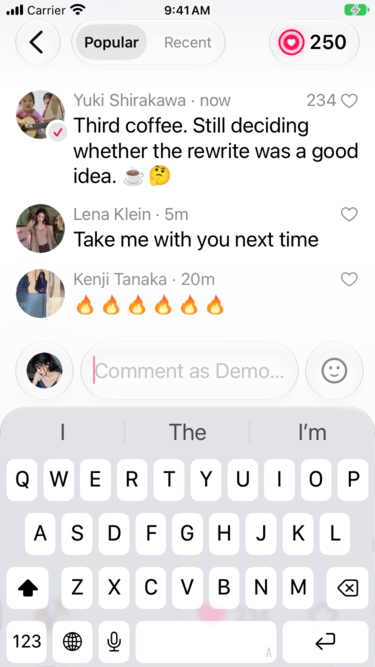 Carrier 9:41 AM
Popular Recent 250
Yuki Shirakawa · now 234
Third coffee. Still deciding
whether the rewrite was a good
idea. ☕🤔
Lena Klein · 5m
Take me with you next time
Kenji Tanaka · 20m
🔥🔥🔥🔥🔥🔥
Comment as Demo...
I The I'm
Q W E R T Y U I O P
A S D F G H J K L
Z X C V B N M
123 A